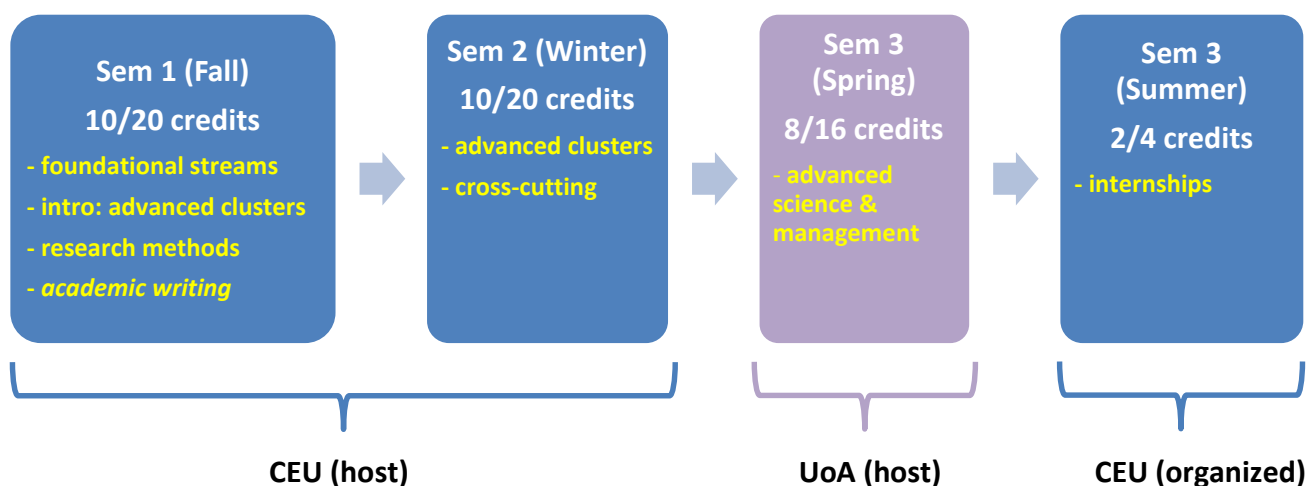 Sem 1 (Fall)
10/20 credits
- foundational streams
- intro: advanced clusters
- research methods
- academic writing
Sem 2 (Winter)
10/20 credits
- advanced clusters
- cross-cutting
Sem 3
(Spring)
8/16 credits
- advanced
science &
management
Sem 3
(Summer)
2/4 credits
- internships
CEU (host)
UoA (host)
CEU (organized)